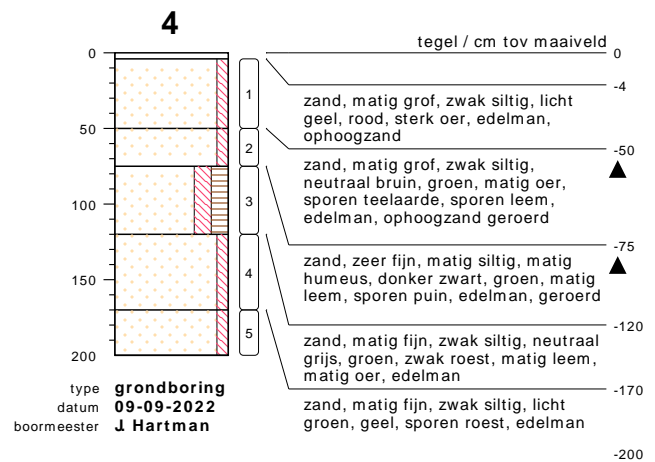 4
tegel / cm tov maaiveld
0
0
-4
1
zand, matig grof, zwak siltig, licht
geel, rood, sterk oer, edelman,
ophoogzand
50
-50
2
zand, matig grof, zwak siltig,
neutraal bruin, groen, matig oer,
sporen teelaarde, sporen leem,
edelman, ophoogzand geroerd
-75
100
3
zand, zeer fijn, matig siltig, matig
humeus, donker zwart, groen, matig
leem, sporen puin, edelman, geroerd
-120
150
4
zand, matig fijn, zwak siltig, neutraal
grijs, groen, zwak roest, matig leem,
matig oer, edelman
-170
200
5
zand, matig fijn, zwak siltig, licht
groen, geel, sporen roest, edelman
-200
type grondboring
datum 09-09-2022
boormeester J. Hartman